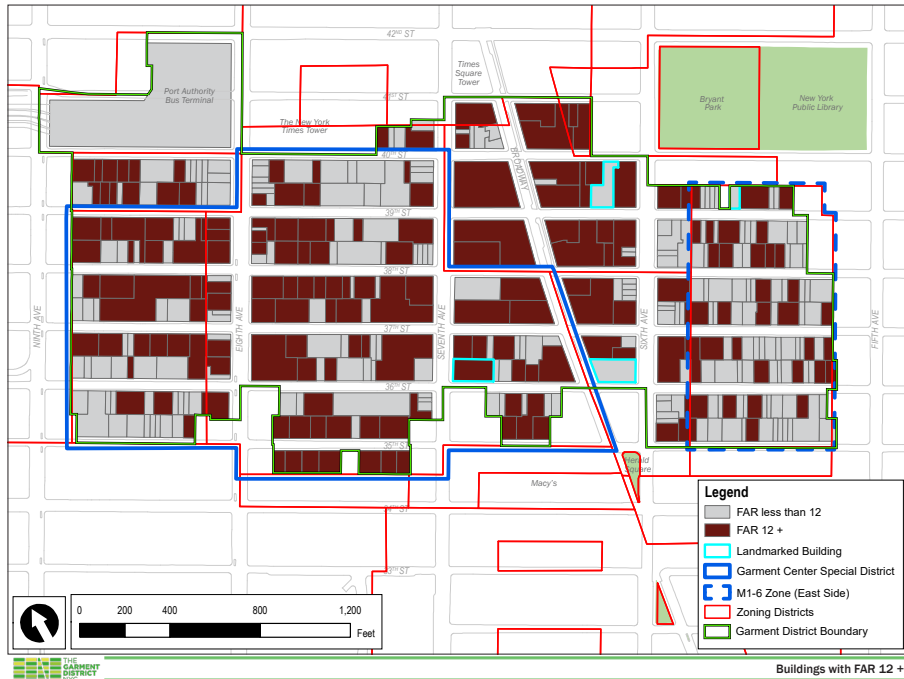 42ND ST
Times
Square
Tower
Port Authority
Bus Terminal
41ST ST
Bryant
Park
New York
Public Library
The New York
Times Tower
40TH ST
BROADWAY
39TH ST
38TH ST
NINTH AVE
EIGHTH AVE
SEVENTH AVE
SIXTH AVE
FIFTH AVE
37TH ST
36TH ST
35TH ST
Herald
Square
Macy's
34TH ST
33TH ST
Legend
FAR less than 12
FAR 12 +
Landmarked Building
Garment Center Special District
M1-6 Zone (East Side)
Zoning Districts
Garment District Boundary
0 200 400 800 1,200
Feet
THE
GARMENT
DISTRICT
Buildings with FAR 12 +